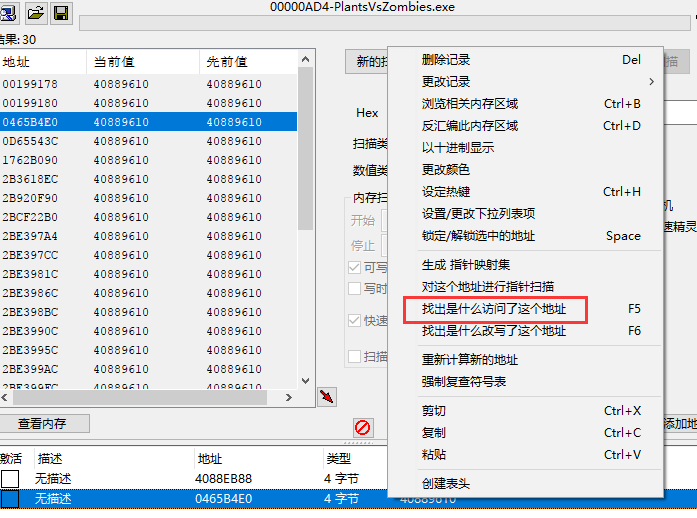 00000AD4-PlantsVsZombies.exe
结果: 30
地址 当前值 先前值
00199178 40889610 40889610
00199180 40889610 40889610
0465B4E0 40889610 40889610
0D65543C 40889610 40889610
1762B090 40889610 40889610
2B3618EC 40889610 40889610
2B920F90 40889610 40889610
2BCF22B0 40889610 40889610
2BE397A4 40889610 40889610
2BE397CC 40889610 40889610
2BE3981C 40889610 40889610
2BE3986C 40889610 40889610
2BE398BC 40889610 40889610
2BE3990C 40889610 40889610
2BE3995C 40889610 40889610
2BE399AC 40889610 40889610
2BE399FC 40889610 40889610
新的扫
描
Hex
扫描类
数值类
内存扫
开始
停止
可写
写时
快速
扫描
机
速精灵
删除记录 Del
更改记录
浏览相关内存区域 Ctrl+B
反汇编此内存区域 Ctrl+D
以十进制显示
更改颜色
设定热键 Ctrl+H
设置/更改下拉列表项
锁定/解锁选中的地址 Space
生成 指针映射集
对这个地址进行指针扫描
找出是什么访问了这个地址 F5
找出是什么改写了这个地址 F6
重新计算新的地址
强制复查符号表
剪切 Ctrl+X
复制 Ctrl+C
粘贴 Ctrl+V
创建表头
查看内存
添加地
激活 描述 地址 类型
无描述 4088EB88 4 字节
无描述 0465B4E0 4 字节 40889610